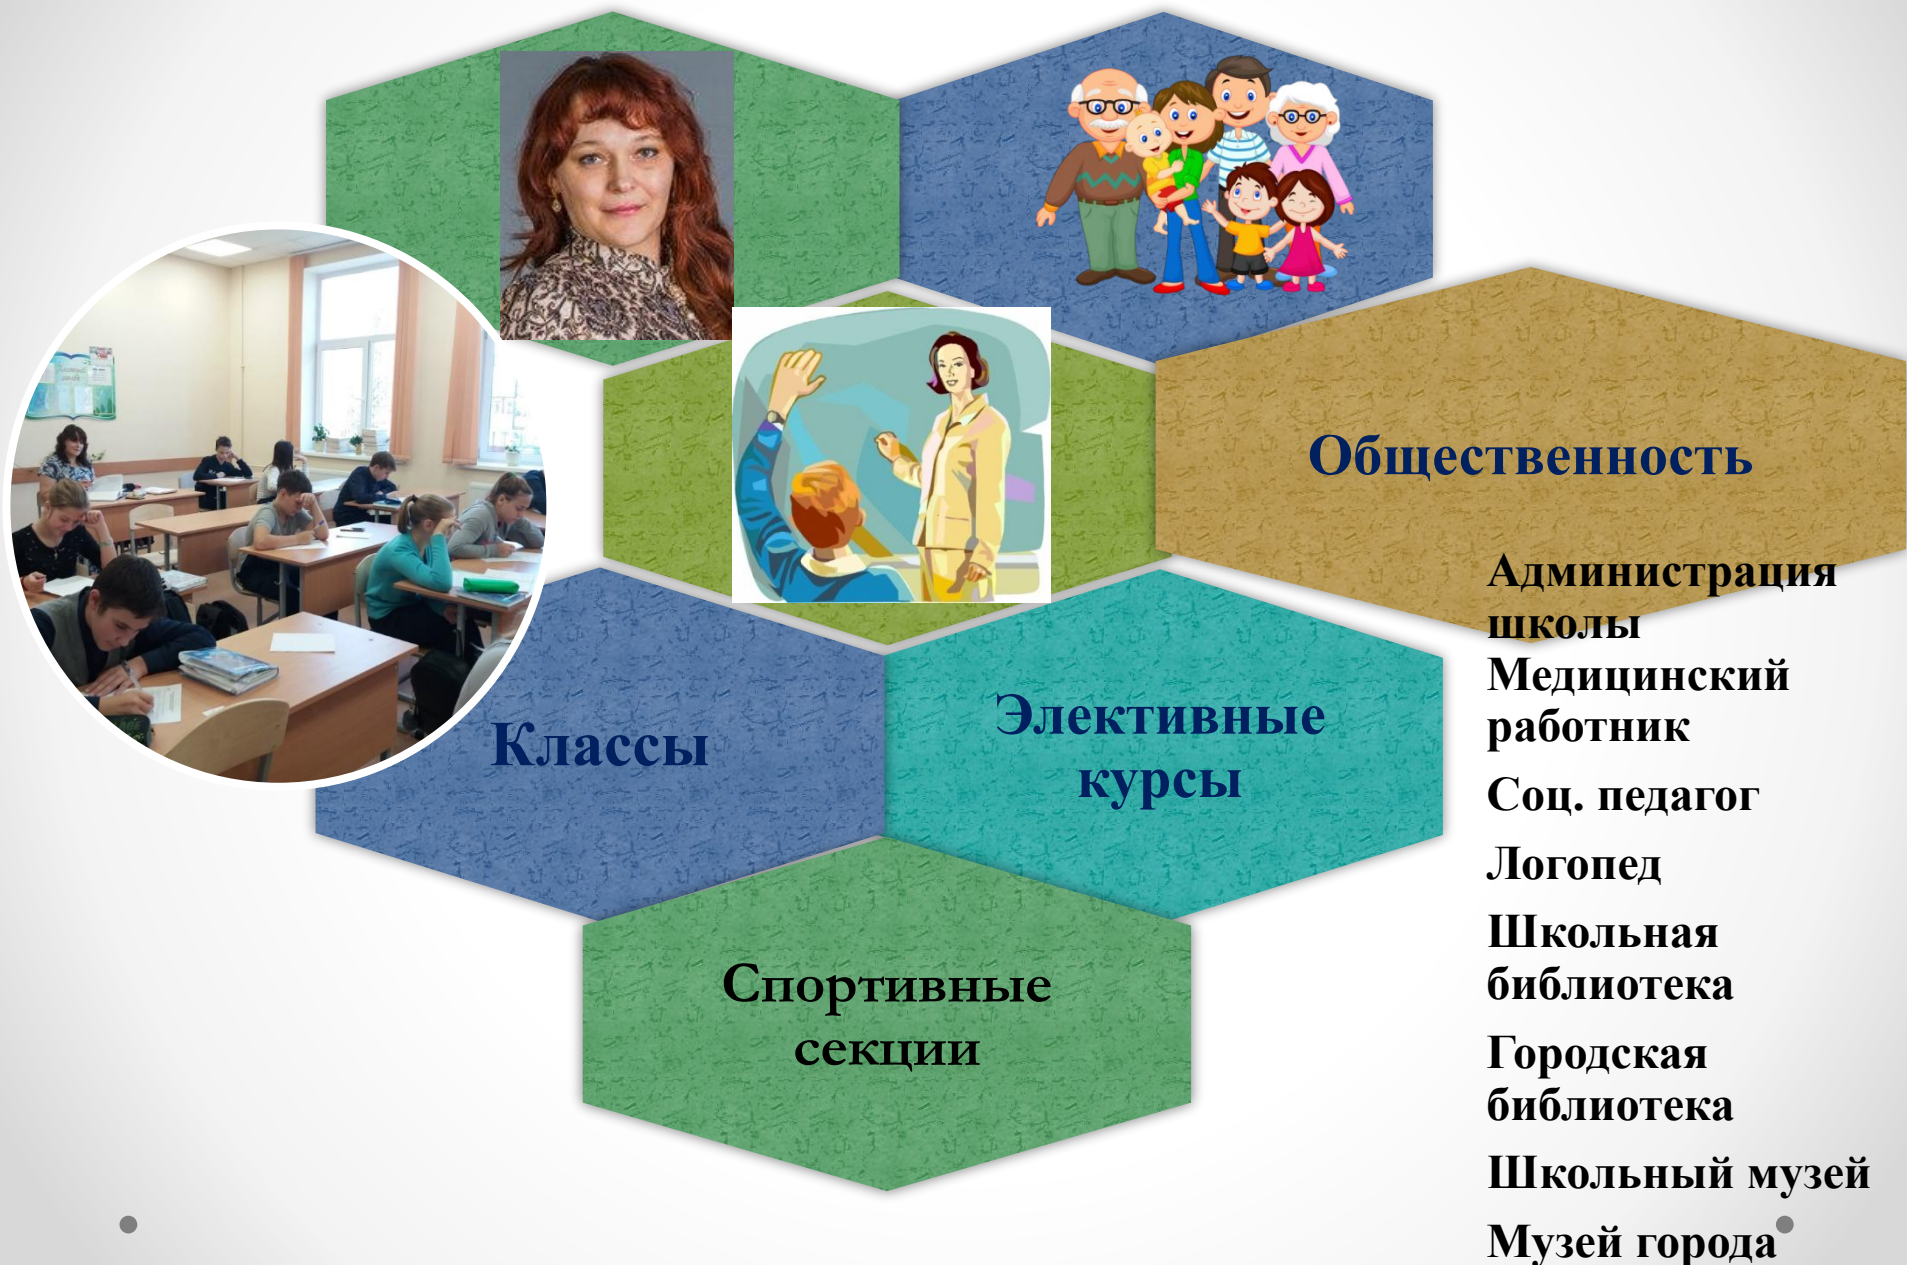 Общественность
Администрация
школы
Медицинский
работник
Соц. педагог
Логопед
Школьная
библиотека
Городская
библиотека
Школьный музей
Музей города
Классы
Элективные
курсы
Спортивные
секции